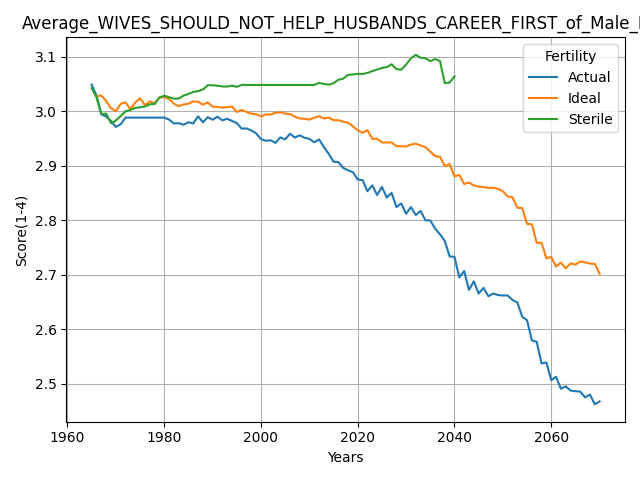 Average_WIVES_SHOULD_NOT_HELP_HUSBANDS_CAREER_FIRST_of_Male_
Fertility
Actual
Ideal
Sterile
Score(1-4)
3.1
3.0
2.9
2.8
2.7
2.6
2.5
1960
1980
2000
2020
2040
2060
Years